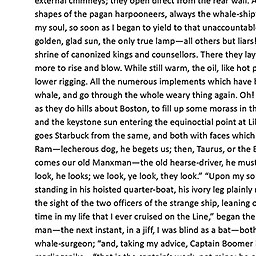 external chimneys; they open direct from the rear wall. A
shapes of the pagan harpooneers, always the whale-ship'
my soul, so soon as I began to yield to that unaccountabl
golden, glad sun, the only true lamp—all others but liars!
shrine of canonized kings and counsellors. There they lay
more to rise and blow. While still warm, the oil, like hot p
lower rigging. All the numerous implements which have b
whale, and go through the whole weary thing again. Oh!
as they do hills about Boston, to fill up some morass in th
and the keystone sun entering the equinoctial point at Li
goes Starbuck from the same, and both with faces which
Ram—lecherous dog, he begets us; then, Taurus, or the B
comes our old Manxman—the old hearse-driver, he must
look, he looks; we look, ye look, they look." "Upon my so
standing in his hoisted quarter-boat, his ivory leg plainly r
the sight of the two officers of the strange ship, leaning o
time in my life that I ever cruised on the Line," began the
man—the next instant, in a jiff, I was blind as a bat—both
whale-surgeon; "and, taking my advice, Captain Boomer